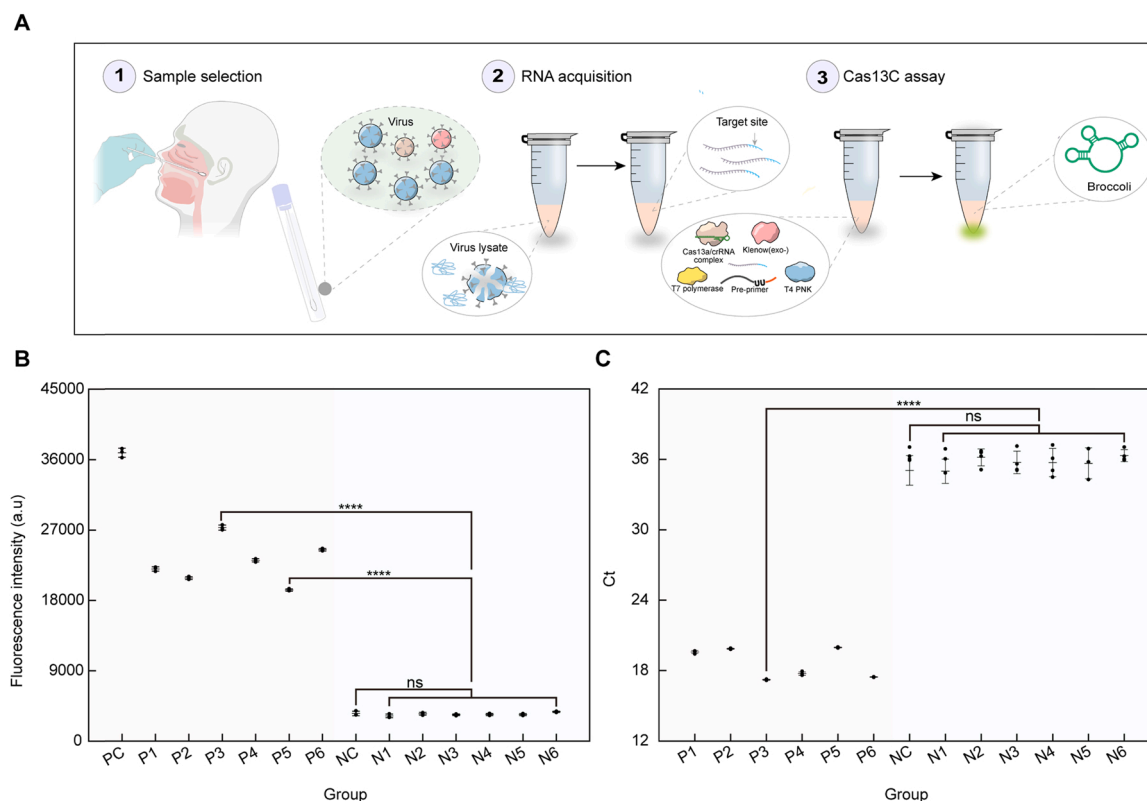 A
1 Sample selection
2 RNA acquisition
3 Cas13C assay
Virus
Virus lysate
Target site
Cas13a/crRNA
complex
Klenow(exo-)
T7 polymerase
Pre-primer
UU
T4 PNK
Broccoli
B
45000
36000
27000
18000
9000
0
Fluorescence intensity (a.u)
****
****
ns
PC P1 P2 P3 P4 P5 P6 NC N1 N2 N3 N4 N5 N6
Group
C
42
36
30
24
18
12
Ct
****
ns
P1 P2 P3 P4 P5 P6 NC N1 N2 N3 N4 N5 N6
Group